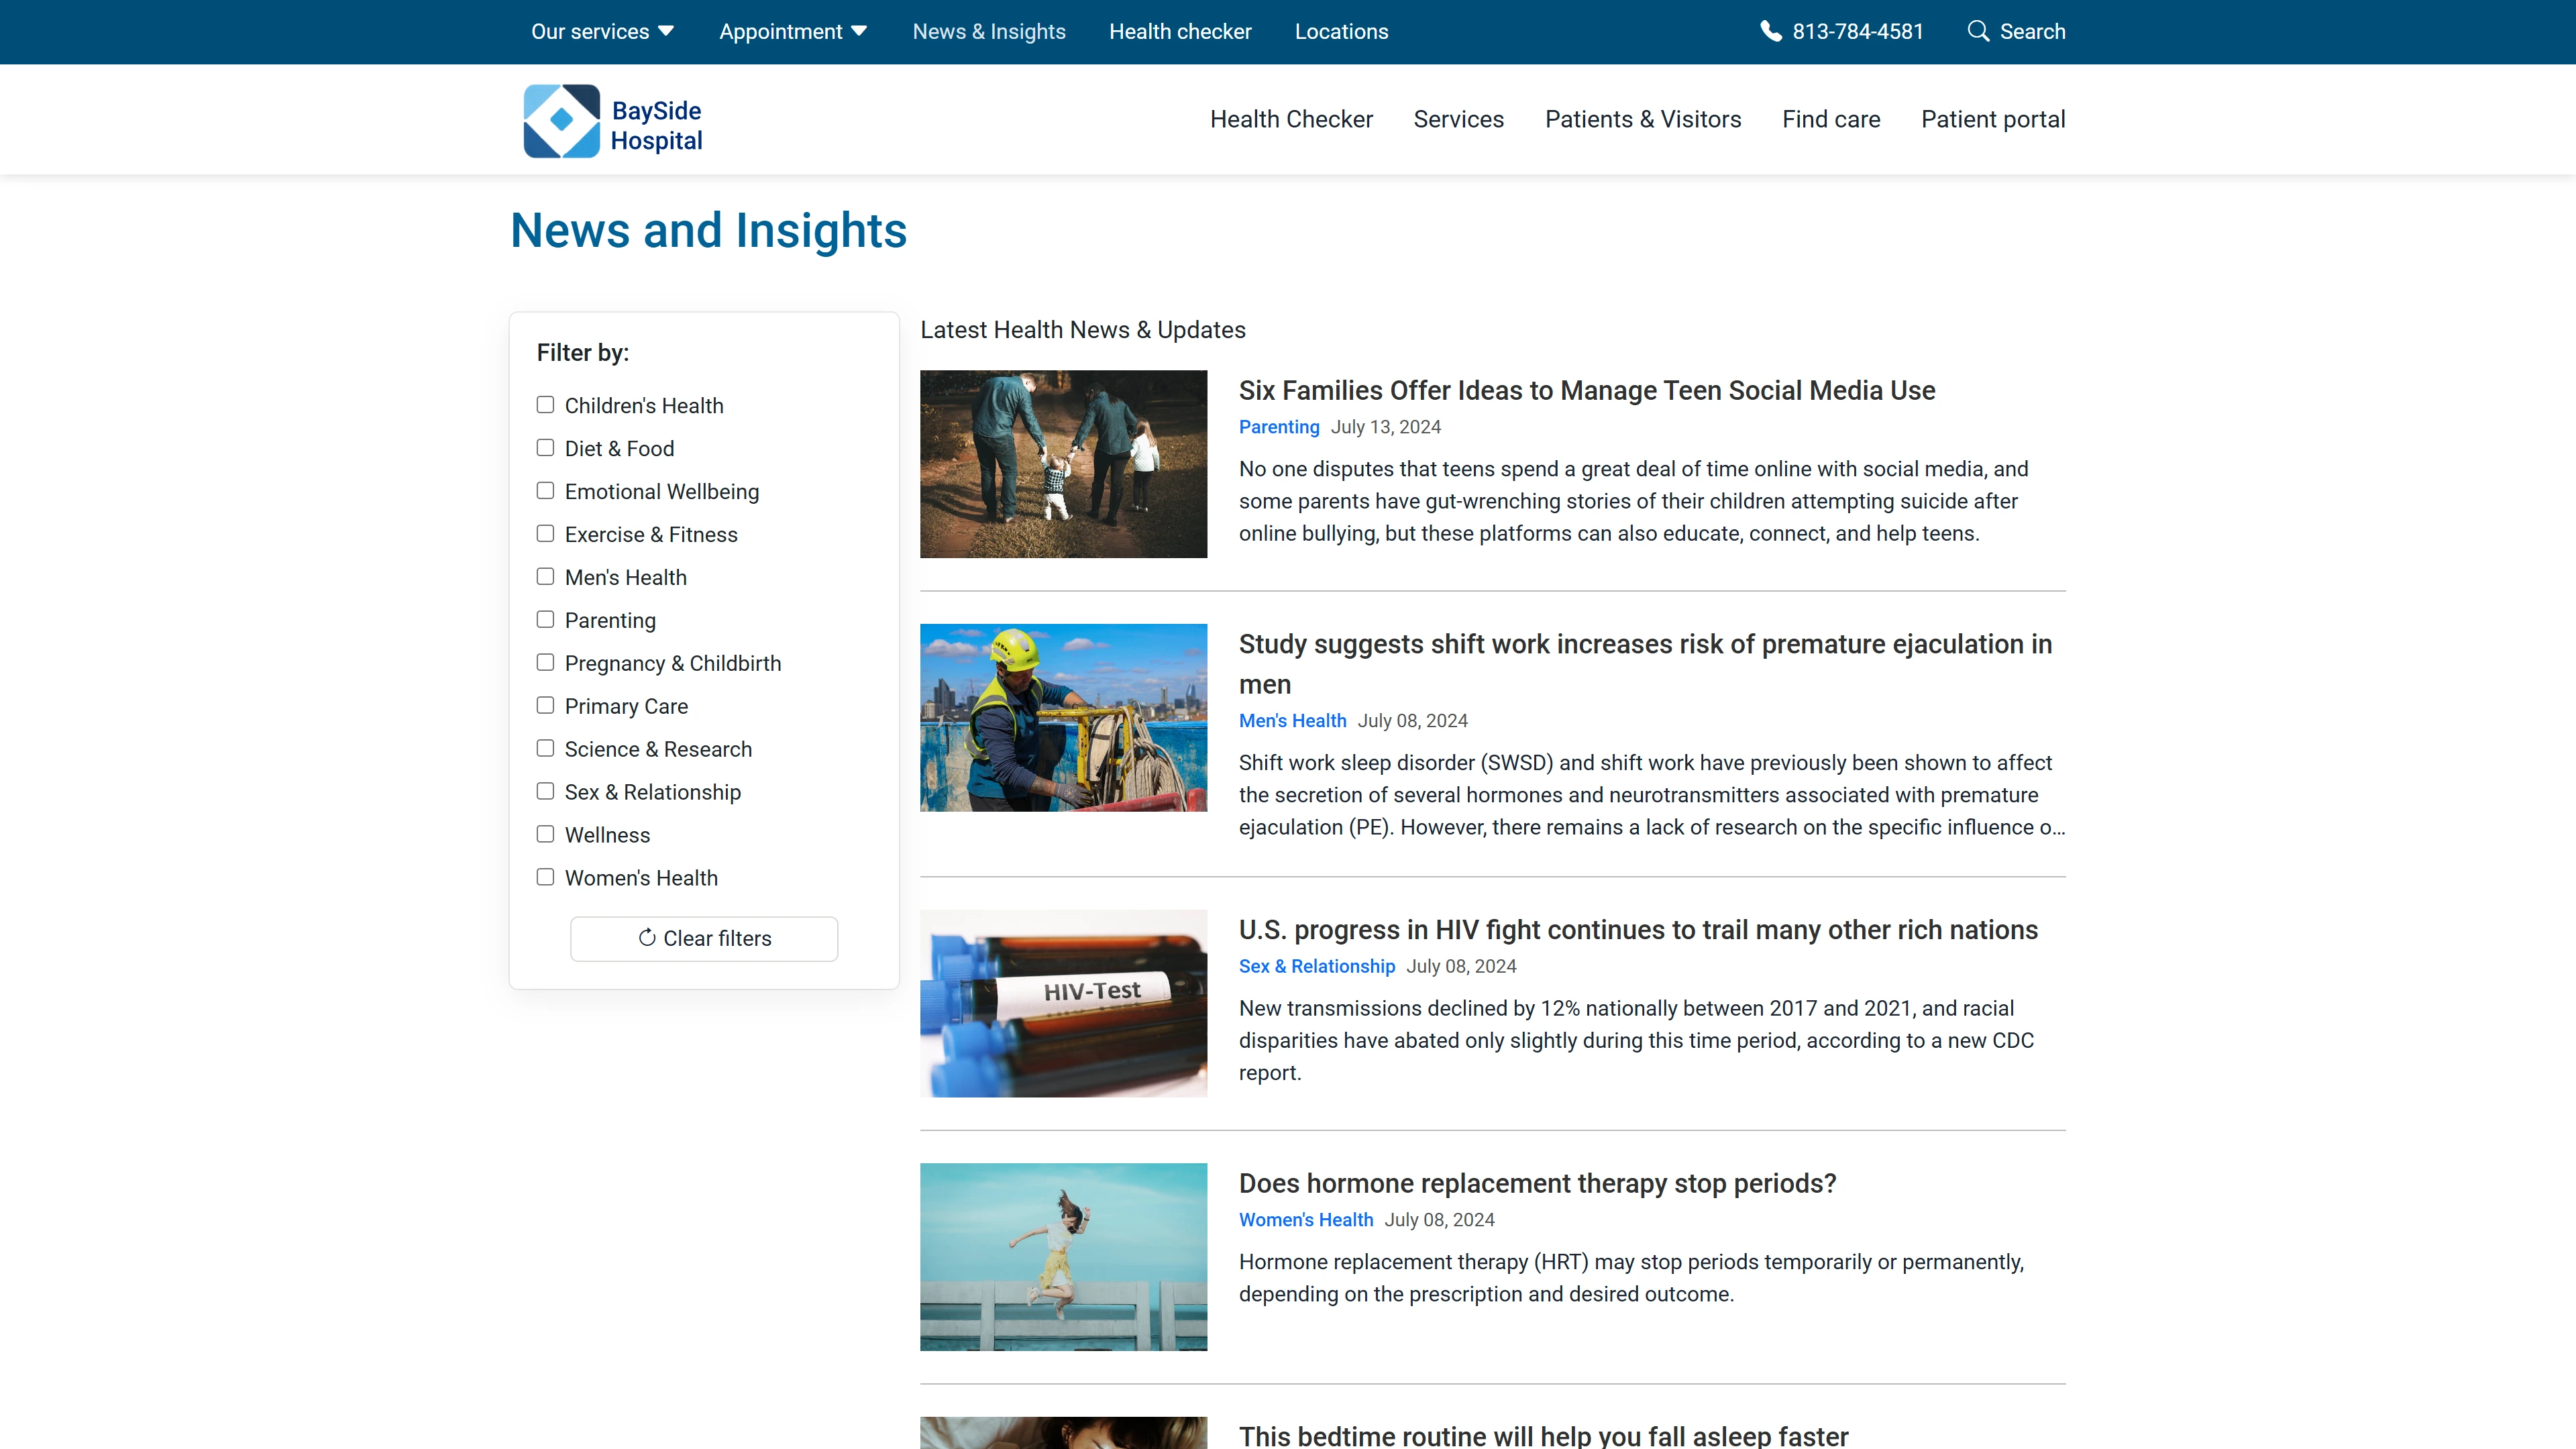 Our services Appointment News & Insights Health checker Locations 813-784-4581 Search
BaySide
Hospital
Health Checker Services Patients & Visitors Find care Patient portal
News and Insights
Filter by:
Children's Health
Diet & Food
Emotional Wellbeing
Exercise & Fitness
Men's Health
Parenting
Pregnancy & Childbirth
Primary Care
Science & Research
Sex & Relationship
Wellness
Women's Health
Clear filters
Latest Health News & Updates
Six Families Offer Ideas to Manage Teen Social Media Use
Parenting July 13, 2024
No one disputes that teens spend a great deal of time online with social media, and
some parents have gut-wrenching stories of their children attempting suicide after
online bullying, but these platforms can also educate, connect, and help teens.
Study suggests shift work increases risk of premature ejaculation in
men
Men's Health July 08, 2024
Shift work sleep disorder (SWSD) and shift work have previously been shown to affect
the secretion of several hormones and neurotransmitters associated with premature
ejaculation (PE). However, there remains a lack of research on the specific influence o...
HIV-Test
U.S. progress in HIV fight continues to trail many other rich nations
Sex & Relationship July 08, 2024
New transmissions declined by 12% nationally between 2017 and 2021, and racial
disparities have abated only slightly during this time period, according to a new CDC
report.
Does hormone replacement therapy stop periods?
Women's Health July 08, 2024
Hormone replacement therapy (HRT) may stop periods temporarily or permanently,
depending on the prescription and desired outcome.
This bedtime routine will help you fall asleep faster